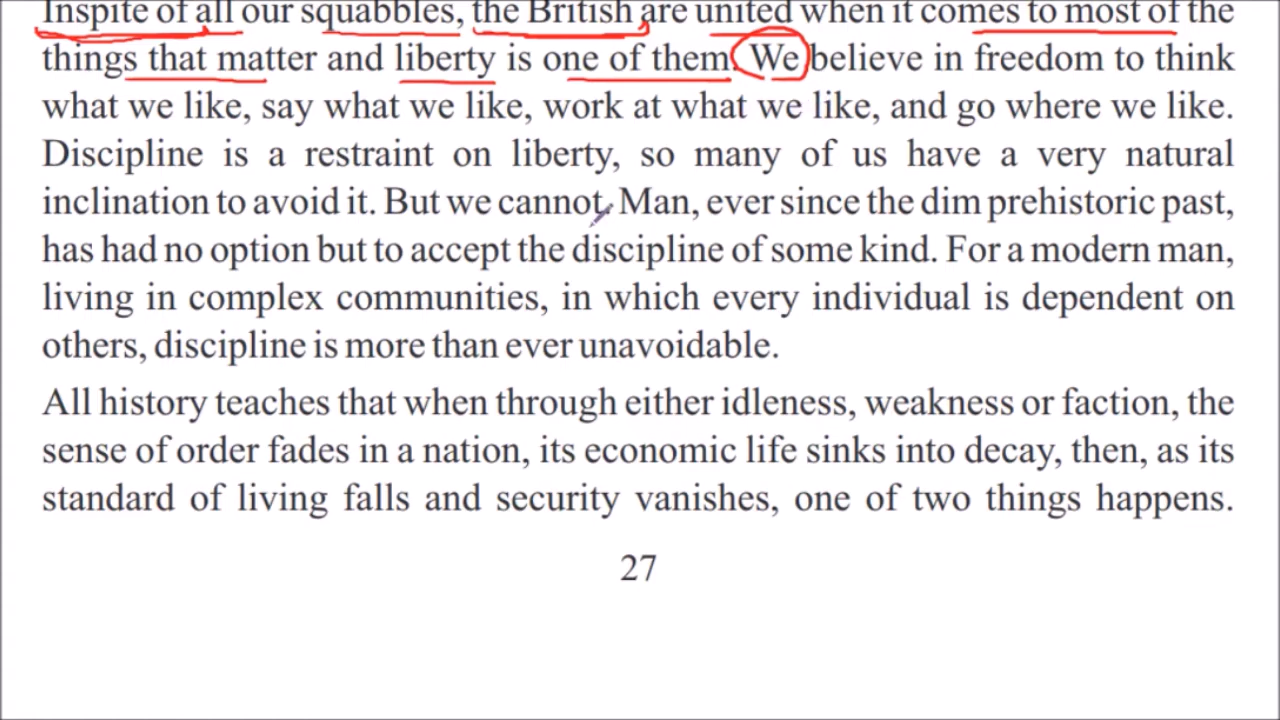 Inspite of all our squabbles, the British are united when it comes to most of the
things that matter and liberty is one of them. We believe in freedom to think
what we like, say what we like, work at what we like, and go where we like.
Discipline is a restraint on liberty, so many of us have a very natural
inclination to avoid it. But we cannot. Man, ever since the dim prehistoric past,
has had no option but to accept the discipline of some kind. For a modern man,
living in complex communities, in which every individual is dependent on
others, discipline is more than ever unavoidable.
All history teaches that when through either idleness, weakness or faction, the
sense of order fades in a nation, its economic life sinks into decay, then, as its
standard of living falls and security vanishes, one of two things happens.
27